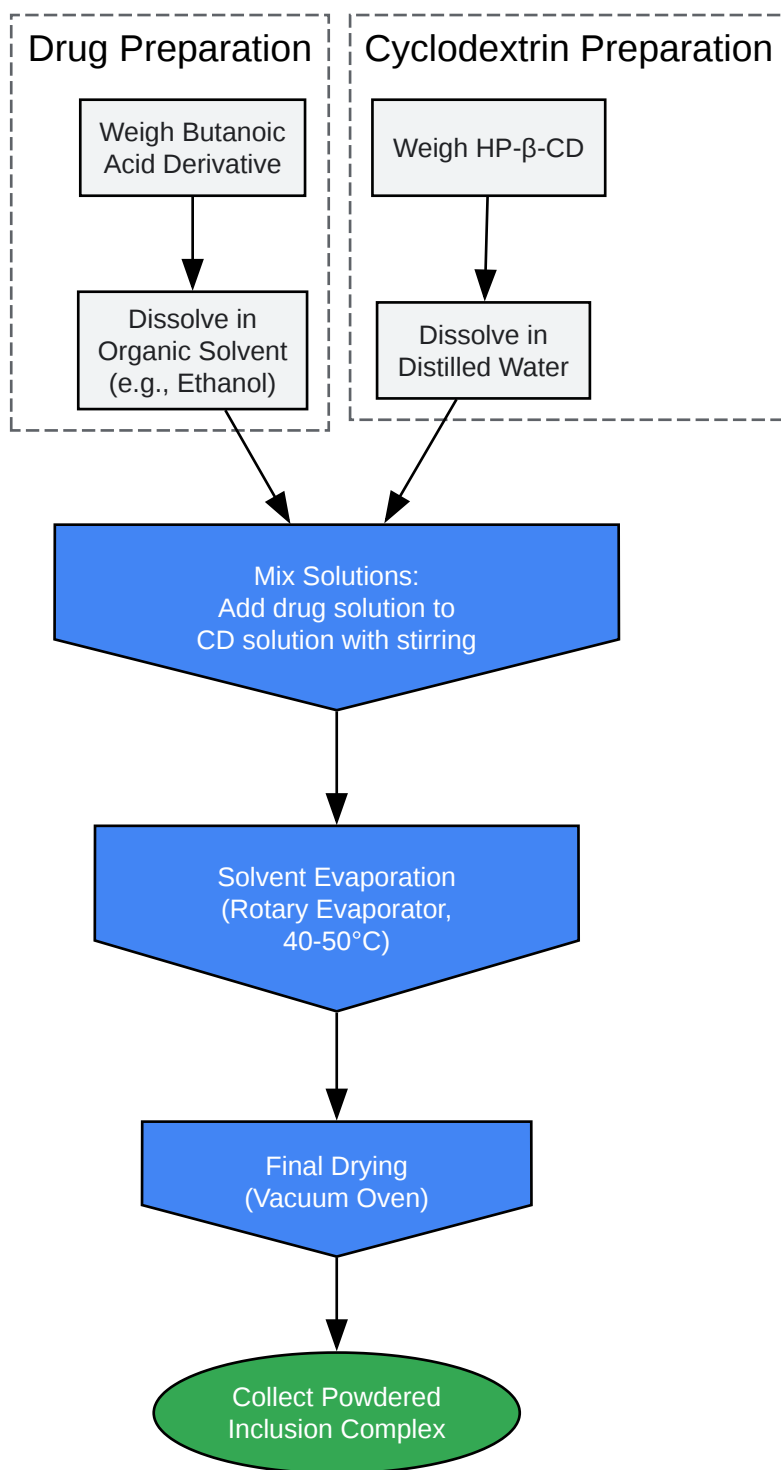 Drug Preparation
Cyclodextrin Preparation
Weigh Butanoic
Acid Derivative
Weigh HP-β-CD
Dissolve in
Organic Solvent
(e.g., Ethanol)
Dissolve in
Distilled Water
Mix Solutions:
Add drug solution to
CD solution with stirring
Solvent Evaporation
(Rotary Evaporator,
40-50°C)
Final Drying
(Vacuum Oven)
Collect Powdered
Inclusion Complex